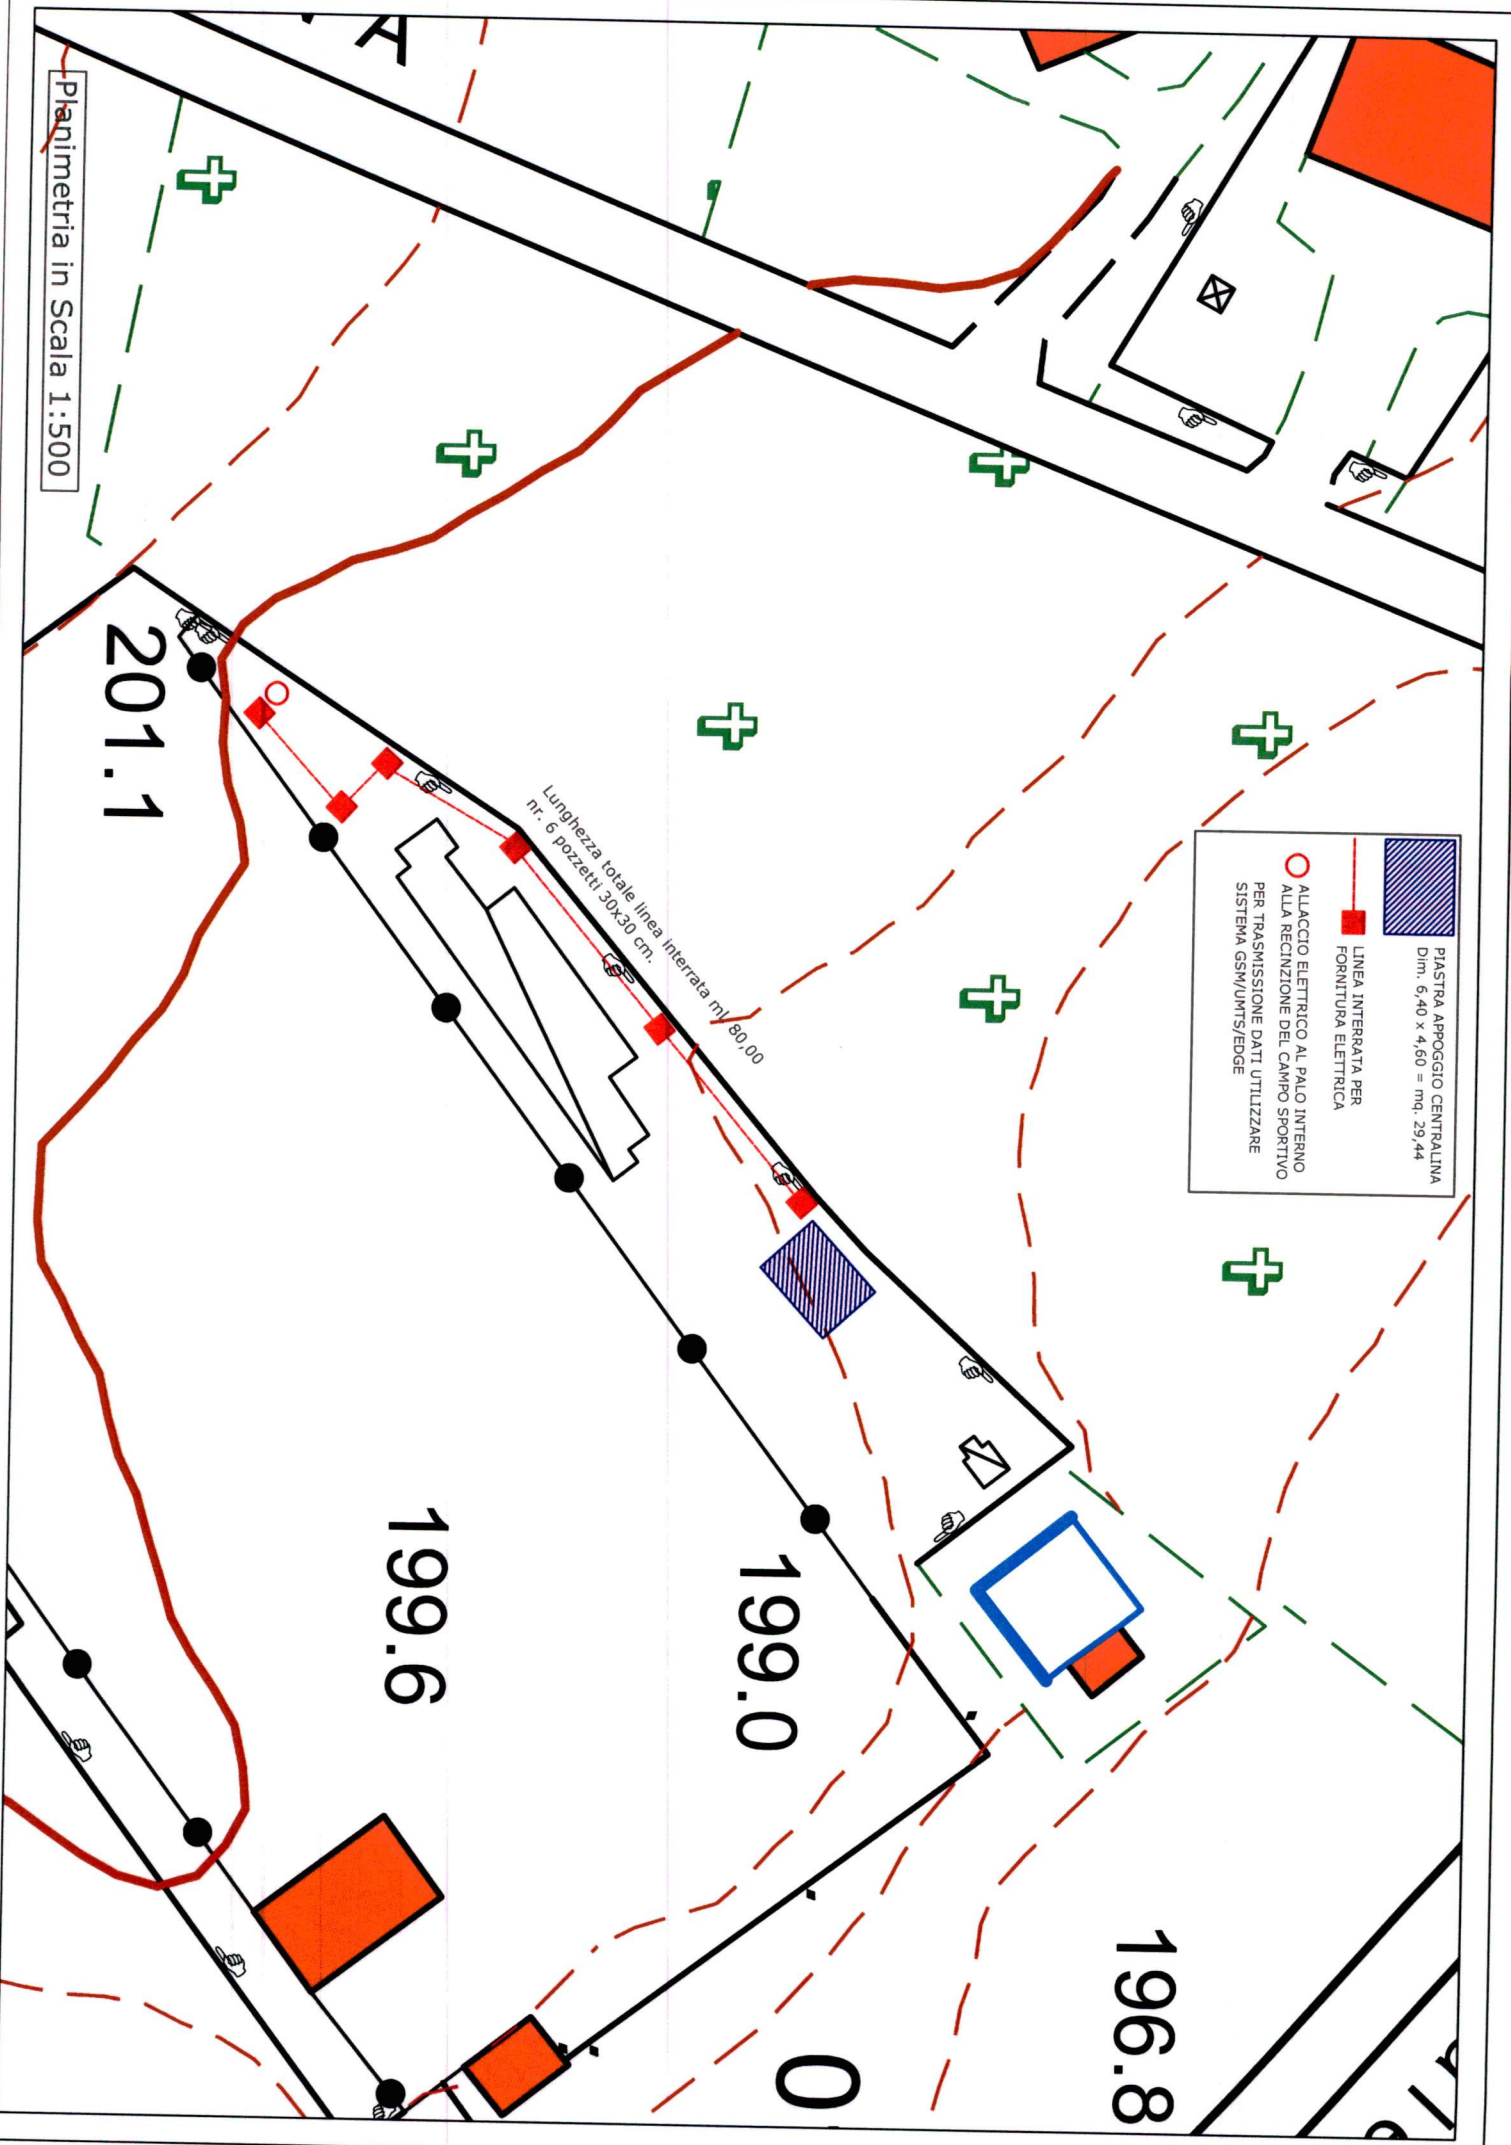 Planimetria in Scala 1:500
PIASTRA APPOGGIO CENTRALINA
Dim. 6,40 x 4,60 = mq. 29,44
LINEA INTERRATA PER
FORNITURA ELETTRICA
ALLACCIO ELETTRICO AL PALO INTERNO
ALLA RECINZIONE DEL CAMPO SPORTIVO
PER TRASMISSIONE DATI UTILIZZARE
SISTEMA GSM/UMTS/EDGE
Lunghezza totale linea interrata ml. 80,00
nr. 6 pozzetti 30x30 cm.
201.1
199.6
199.0
196.8
0
A